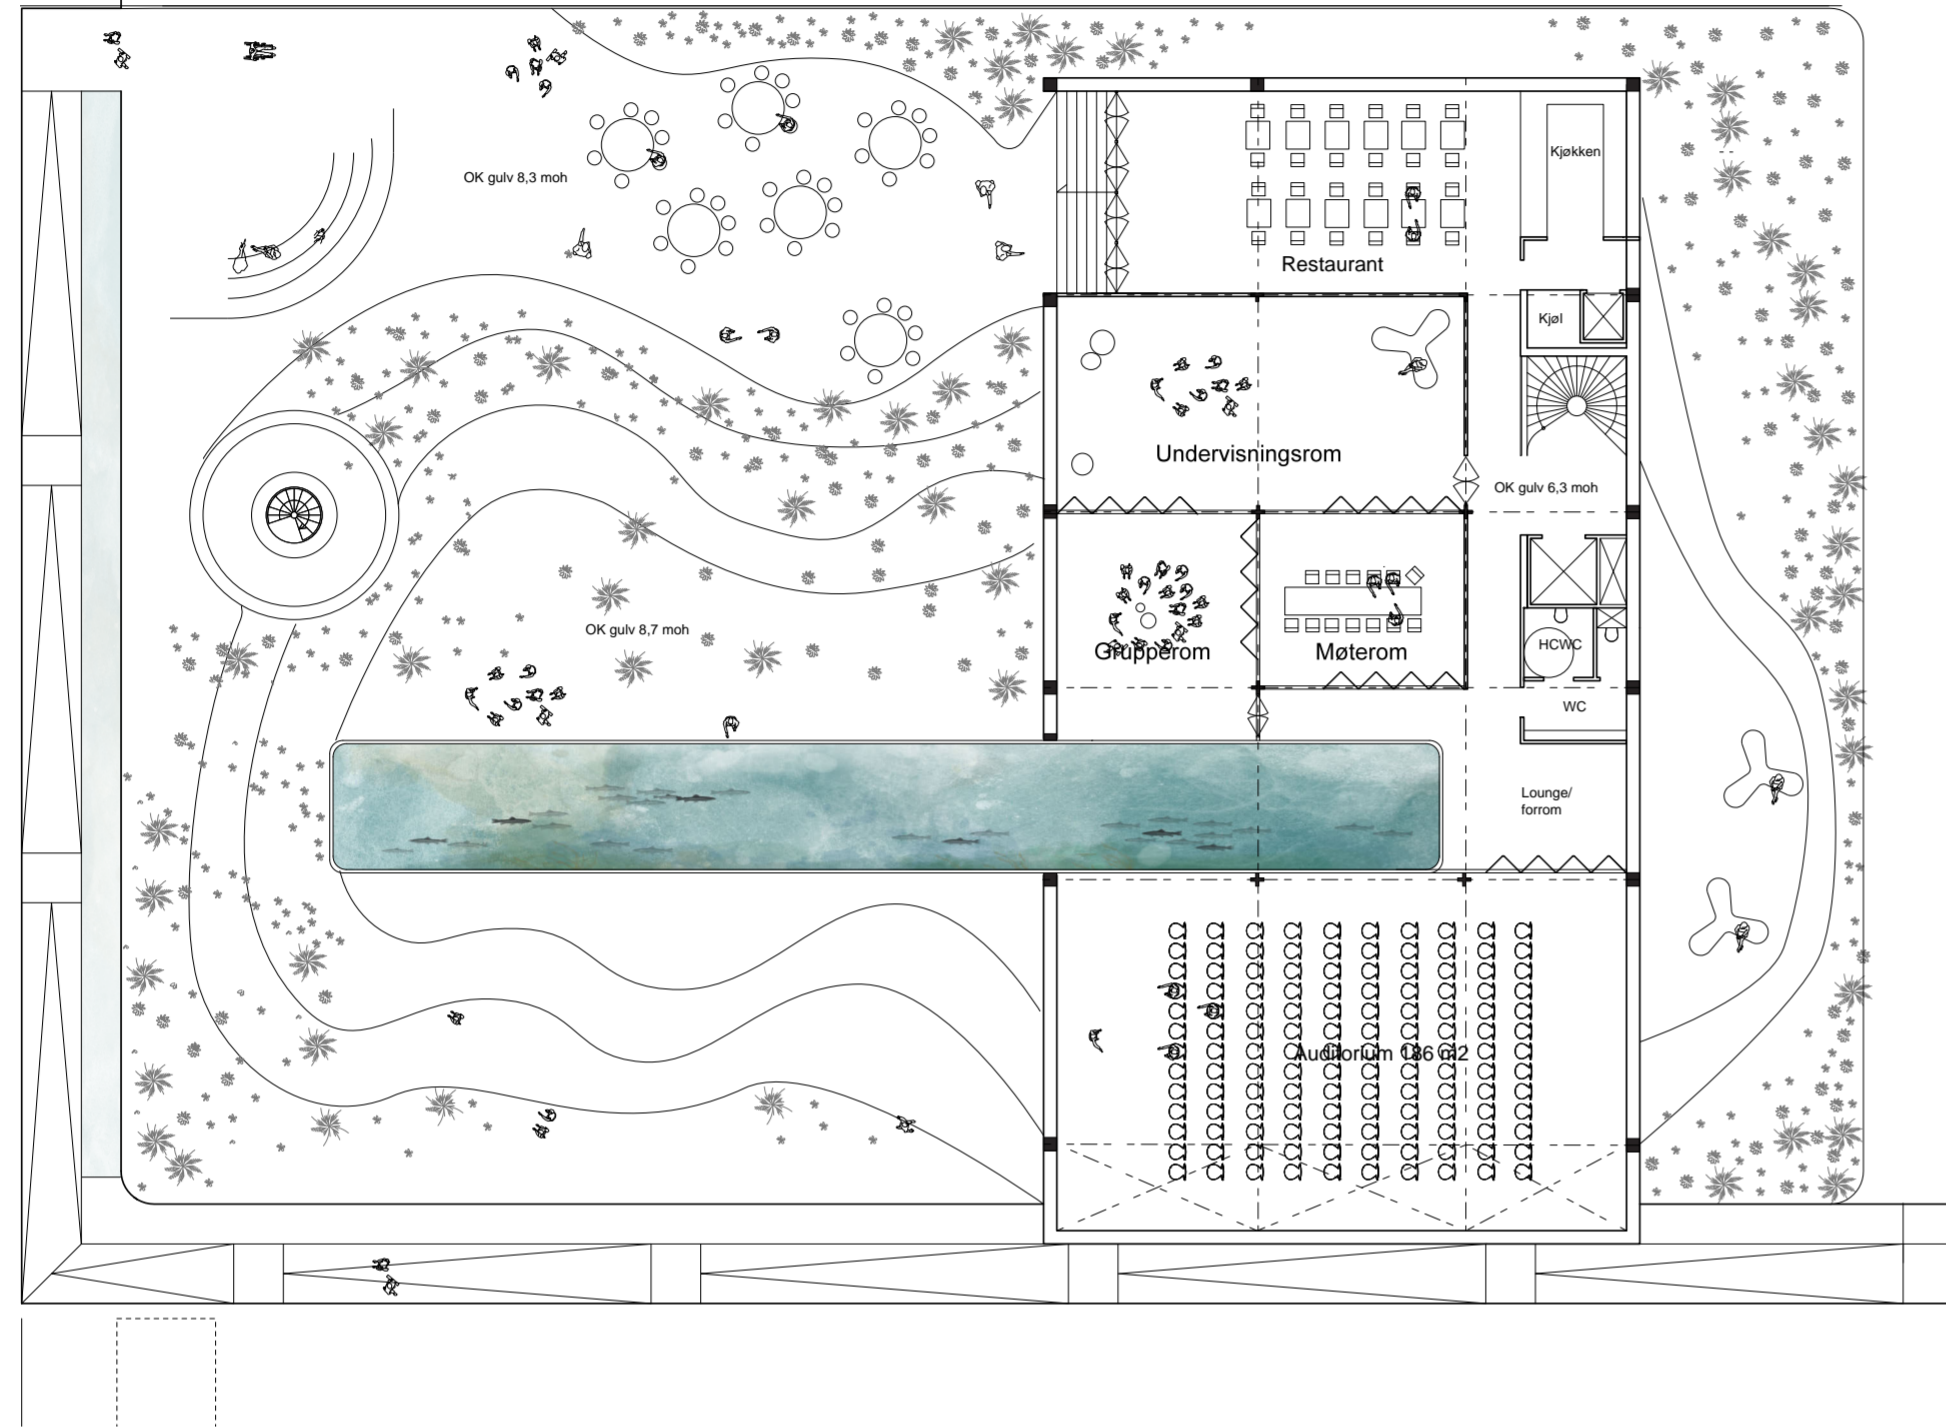 Kjøkken
OK gulv 8,3 moh
Restaurant
Kjøl
Undervisningsrom
OK gulv 6,3 moh
OK gulv 8,7 moh
Grupperom
Møterom
HCWC
WC
Lounge/
forrom
Auditorium 186 m2